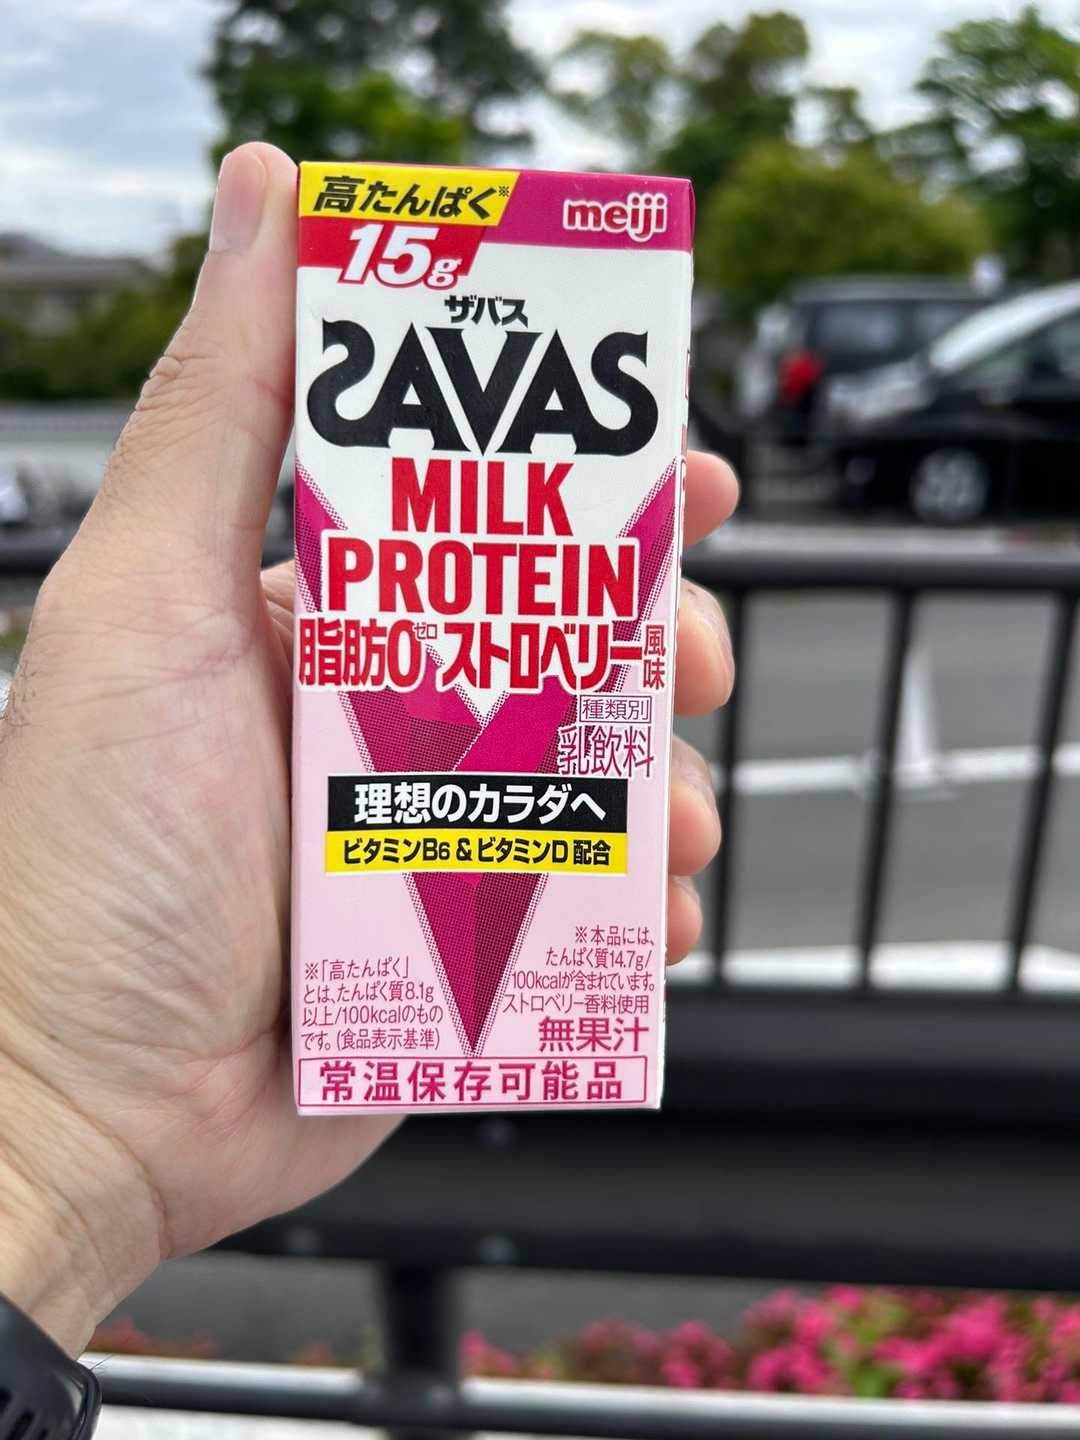 高たんぱく※
meiji
15g
ザバス
SAVAS
MILK
PROTEIN
脂肪0ゼロ ストロベリー風味
種類別
乳飲料
理想のカラダへ
ビタミンB6 & ビタミンD 配合
※「高たんぱく」
とは、たんぱく質8.1g
以上/100kcalのもの
です。(食品表示基準)
※本品には、
たんぱく質14.7g/
100kcalが含まれています。
ストロベリー香料使用
無果汁
常温保存可能品